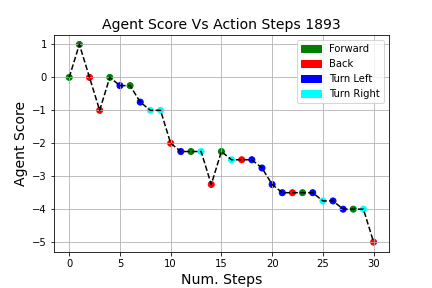 Agent Score Vs Action Steps 1893
Agent Score
1
0
−1
−2
−3
−4
−5
Forward
Back
Turn Left
Turn Right
0
5
10
15
20
25
30
Num. Steps